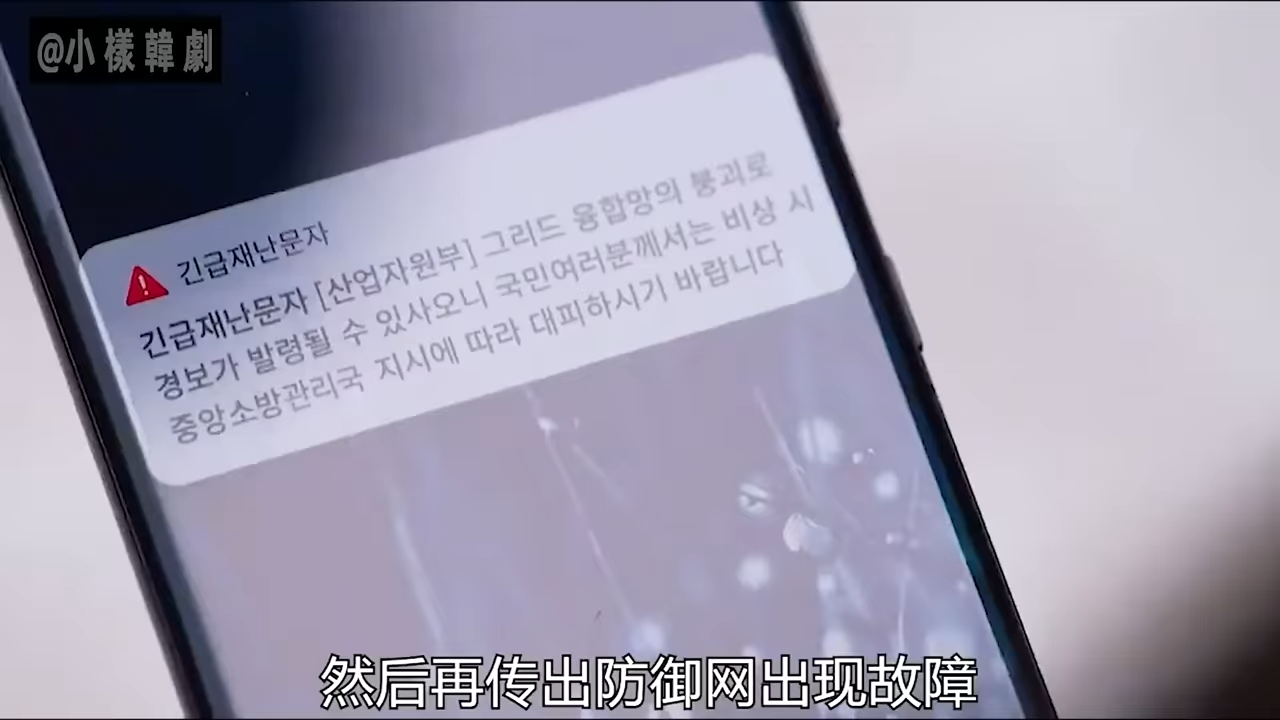 @小樣韓劇
긴급재난문자
긴급재난문자 [산업자원부] 그리드 융합망의 붕괴로
경보가 발령될 수 있사오니 국민여러분께서는 비상 시
중앙소방관리국 지시에 따라 대피하시기 바랍니다
然后再传出防御网出现故障